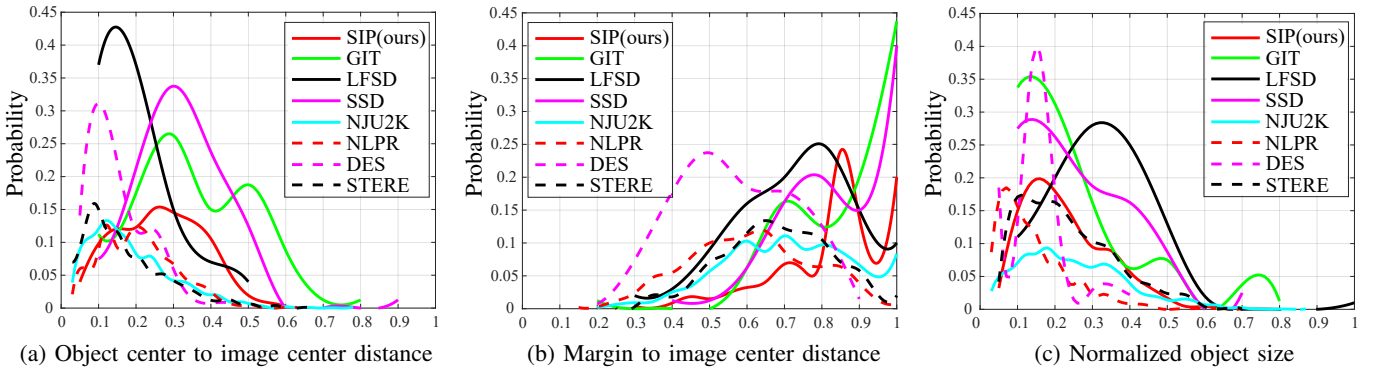 Probability
0.45
0.4
0.35
0.3
0.25
0.2
0.15
0.1
0.05
0
SIP(ours)
GIT
LFSD
SSD
NJU2K
NLPR
DES
STERE
0 0.1 0.2 0.3 0.4 0.5 0.6 0.7 0.8 0.9 1
(a) Object center to image center distance
Probability
0.45
0.4
0.35
0.3
0.25
0.2
0.15
0.1
0.05
0
SIP(ours)
GIT
LFSD
SSD
NJU2K
NLPR
DES
STERE
0 0.1 0.2 0.3 0.4 0.5 0.6 0.7 0.8 0.9 1
(b) Margin to image center distance
Probability
0.45
0.4
0.35
0.3
0.25
0.2
0.15
0.1
0.05
0
SIP(ours)
GIT
LFSD
SSD
NJU2K
NLPR
DES
STERE
0.1 0.2 0.3 0.4 0.5 0.6 0.7 0.8 0.9 1
(c) Normalized object size